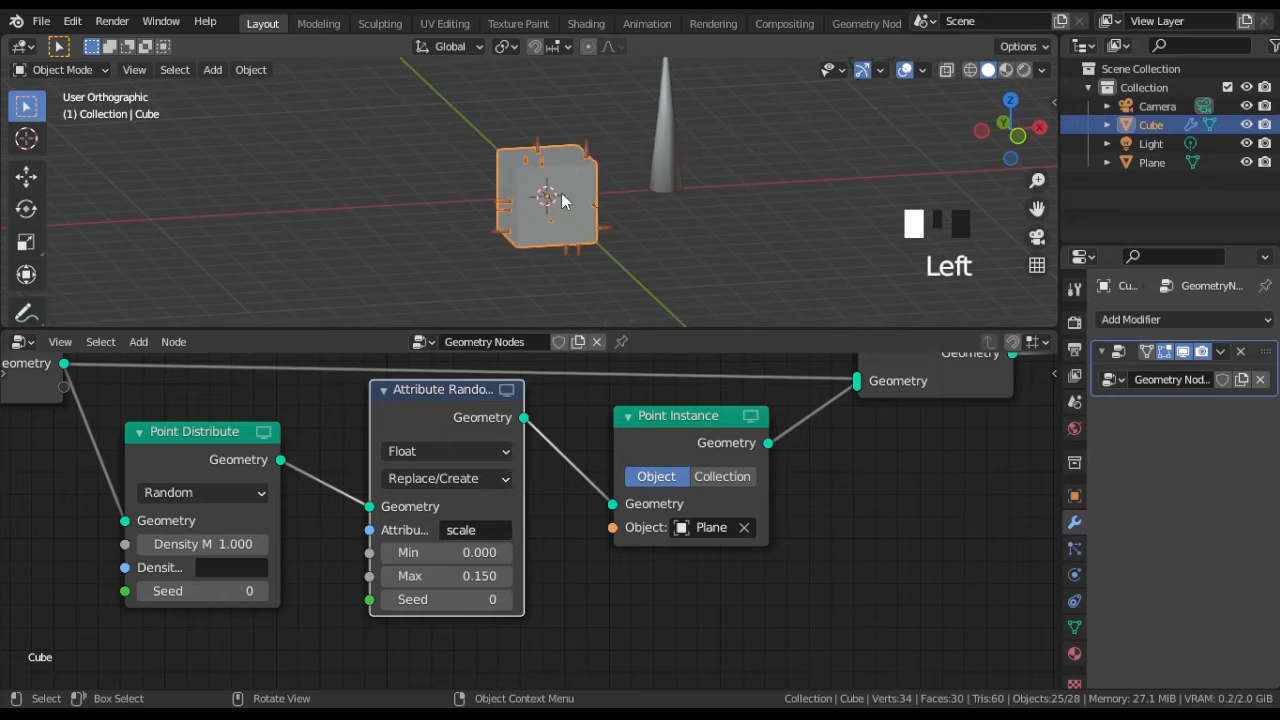 File Edit Render Window Help Layout Modeling Sculpting UV Editing Texture Paint Shading Animation Rendering Compositing Geometry Nod Scene View Layer
Global Options
Object Mode View Select Add Object
User Orthographic
(1) Collection | Cube
Z
Y
X
Left
Scene Collection
Collection
Camera
Cube
Light
Plane
Cu... GeometryN...
Add Modifier
Geometry Nod...
View Select Add Node Geometry Nodes
eometry
Geometry
Geometry
Point Distribute
Geometry
Random
Geometry
Density M 1.000
Densit...
Seed 0
Attribute Rando...
Geometry
Float
Replace/Create
Geometry
Attribu... scale
Min 0.000
Max 0.150
Seed 0
Point Instance
Geometry
Object Collection
Geometry
Object: Plane
Cube
Select Box Select Rotate View Object Context Menu Collection | Cube | Verts:34 | Faces:30 | Tris:60 | Objects:25/28 | Memory: 27.1 MiB | VRAM: 0.2/2.0 GiB